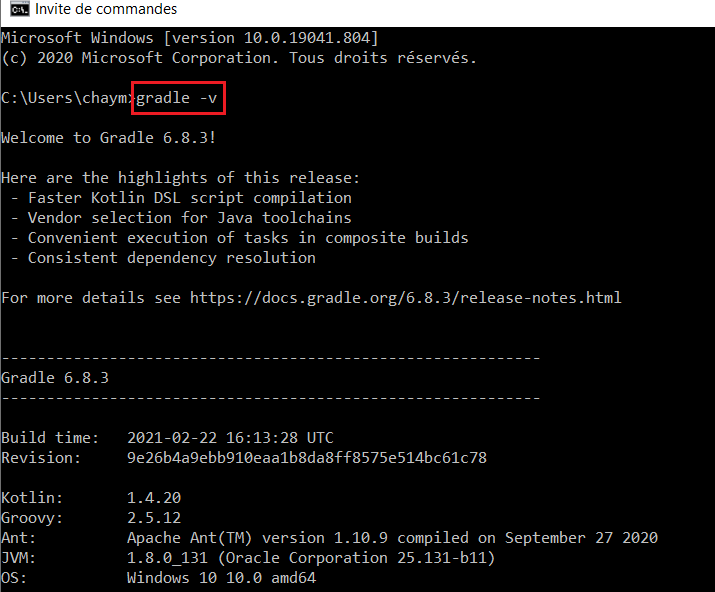 Invite de commandes
Microsoft Windows [version 10.0.19041.804]
(c) 2020 Microsoft Corporation. Tous droits réservés.
C:\Users\chaym>gradle -v
Welcome to Gradle 6.8.3!
Here are the highlights of this release:
- Faster Kotlin DSL script compilation
- Vendor selection for Java toolchains
- Convenient execution of tasks in composite builds
- Consistent dependency resolution
For more details see https://docs.gradle.org/6.8.3/release-notes.html
------------------------------------------------------------
Gradle 6.8.3
------------------------------------------------------------
Build time:   2021-02-22 16:13:28 UTC
Revision:     9e26b4a9ebb910eaa1b8da8ff8575e514bc61c78
Kotlin:       1.4.20
Groovy:       2.5.12
Ant:          Apache Ant(TM) version 1.10.9 compiled on September 27 2020
JVM:          1.8.0_131 (Oracle Corporation 25.131-b11)
OS:           Windows 10 10.0 amd64